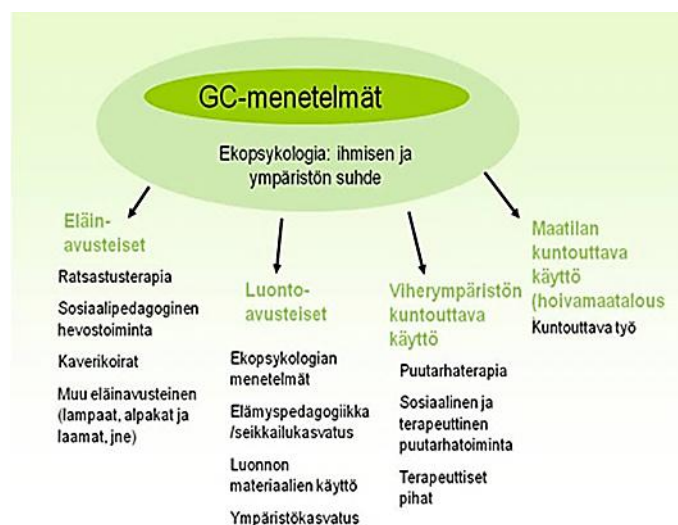 GC-menetelmät
Ekopsykologia: ihmisen ja
ympäristön suhde
Eläin-
avusteiset
Ratsastusterapia
Sosiaalipedagoginen
hevostoiminta
Kaverikoirat
Muu eläinavusteinen
(lampaat, alpakat ja
laamat, jne)
Luonto-
avusteiset
Ekopsykologian
menetelmät
Elämyspedagogiikka
/seikkailukasvatus
Luonnon
materiaalien käyttö
Ympäristökasvatus
Viherympäristön
kuntouttava
käyttö
Puutarhaterapia
Sosiaalinen ja
terapeuttinen
puutarhatoiminta
Terapeuttiset
pihat
Maatilan
kuntouttava
käyttö
(hoivamaatalous
Kuntouttava työ